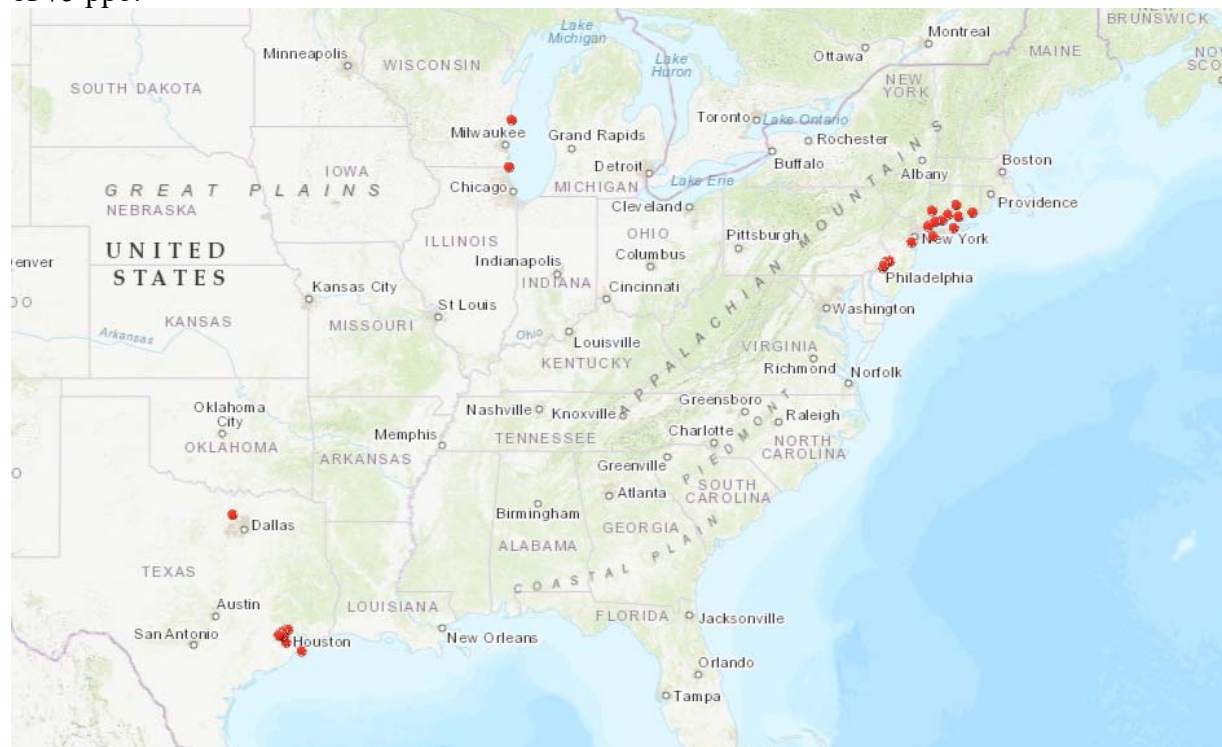 Lake
Michigan
BRUNSWICK
Montreal
Minneapolis
WISCONSIN
Lake
Huron
Ottawa
MAINE
SOUTH DAKOTA
NEW
YORK
Toronto
Lake Ontario
Milwaukee
Grand Rapids
Rochester
Detroit
Buffalo
Boston
IOWA
Albany
GREAT PLAINS
Chicago
MICHIGAN
Lake Erie
Providence
NEBRASKA
Cleveland
UNITED
STATES
ILLINOIS
OHIO
Pittsburgh
New York
Indianapolis
Columbus
INDIANA
Philadelphia
Kansas City
Cincinnati
St Louis
Washington
KANSAS
MISSOURI
Arkansas
Ohio
Louisville
VIRGINIA
KENTUCKY
Richmond
Norfolk
APPALACHIAN MOUNTAINS
Oklahoma
City
Nashville
Knoxville
Greensboro
Raleigh
OKLAHOMA
Memphis
TENNESSEE
Charlotte
NORTH
CAROLINA
ARKANSAS
Greenville
PIEDMONT
SOUTH
CAROLINA
Atlanta
Birmingham
Dallas
GEORGIA
ALABAMA
COASTAL PLAIN
TEXAS
Austin
LOUISIANA
FLORIDA
Jacksonville
San Antonio
Houston
New Orleans
Orlando
Tampa